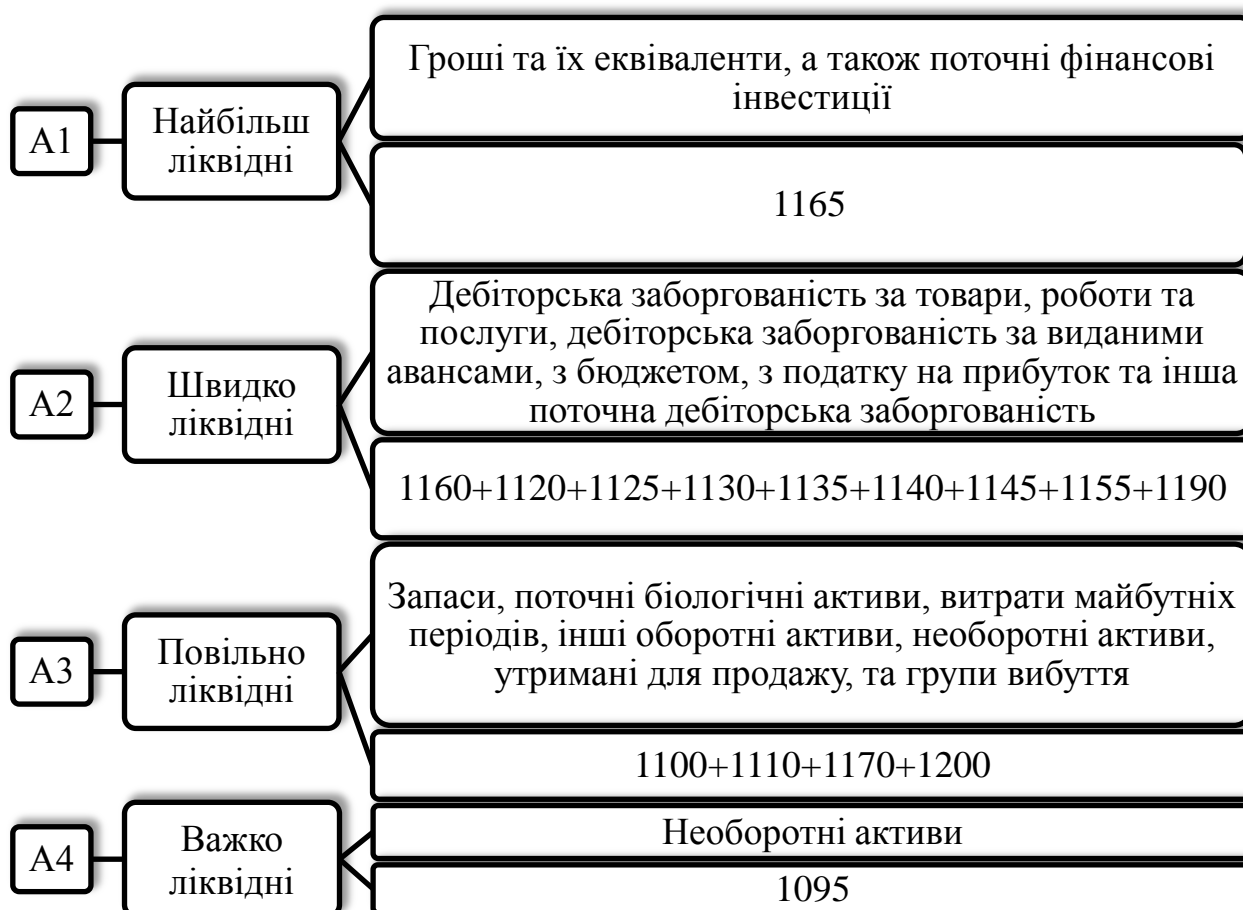 А1
Найбільш
ліквідні
Гроші та їх еквіваленти, а також поточні фінансові
інвестиції
1165
А2
Швидко
ліквідні
Дебіторська заборгованість за товари, роботи та
послуги, дебіторська заборгованість за виданими
авансами, з бюджетом, з податку на прибуток та інша
поточна дебіторська заборгованість
1160+1120+1125+1130+1135+1140+1145+1155+1190
А3
Повільно
ліквідні
Запаси, поточні біологічні активи, витрати майбутніх
періодів, інші оборотні активи, необоротні активи,
утримані для продажу, та групи вибуття
1100+1110+1170+1200
А4
Важко
ліквідні
Необоротні активи
1095